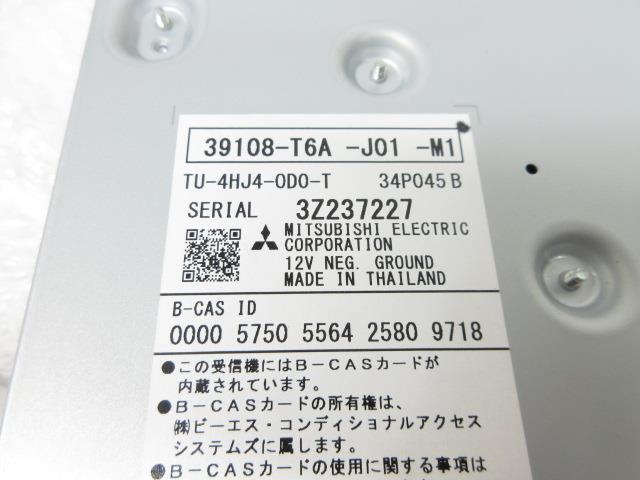 39108-T6A -J01 -M1
TU-4HJ4-0D0-T 34P045B
SERIAL 3Z237227
MITSUBISHI ELECTRIC
CORPORATION
12V NEG. GROUND
MADE IN THAILAND
B-CAS ID
0000 5750 5564 2580 9718
●この受信機にはB-CASカードが
内蔵されています。
●B-CASカードの所有権は、
㈱ビーエス・コンディショナルアクセス
システムズに属します。
●B-CASカードの使用に関する事項は